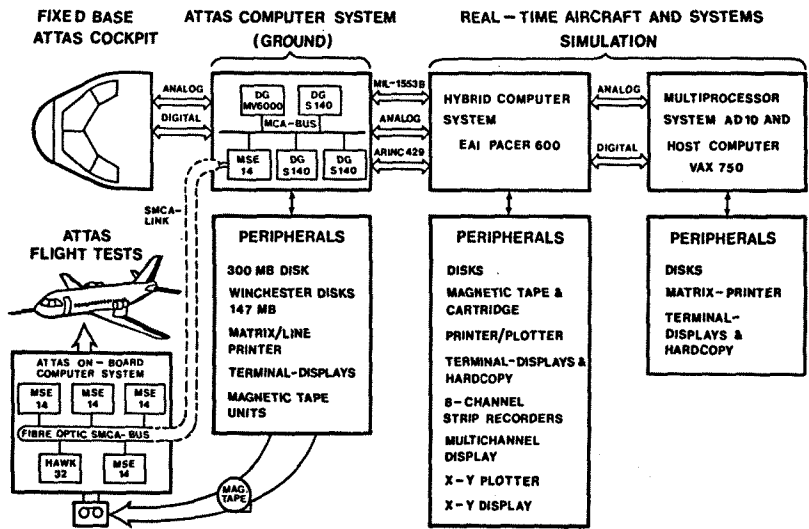 FIXED BASE
ATTAS COCKPIT
ATTAS COMPUTER SYSTEM
(GROUND)
REAL-TIME AIRCRAFT AND SYSTEMS
SIMULATION
ANALOG
DIGITAL
DG
MV6000
DG
S140
MCA-BUS
MSE
14
DG
S140
DG
S140
MIL-1553B
ANALOG
ARINC 429
HYBRID COMPUTER
SYSTEM
EAI PACER 600
ANALOG
DIGITAL
MULTIPROCESSOR
SYSTEM AD10 AND
HOST COMPUTER
VAX 750
SMCA-
LINK
ATTAS
FLIGHT TESTS
PERIPHERALS
300 MB DISK
WINCHESTER DISKS
147 MB
MATRIX/LINE
PRINTER
TERMINAL-DISPLAYS
MAGNETIC TAPE
UNITS
PERIPHERALS
DISKS
MAGNETIC TAPE &
CARTRIDGE
PRINTER/PLOTTER
TERMINAL-DISPLAYS &
HARDCOPY
8-CHANNEL
STRIP RECORDERS
MULTICHANNEL
DISPLAY
X-Y PLOTTER
X-Y DISPLAY
PERIPHERALS
DISKS
MATRIX-PRINTER
TERMINAL-
DISPLAYS &
HARDCOPY
ATTAS ON-BOARD
COMPUTER SYSTEM
MSE
14
MSE
14
MSE
14
FIBRE OPTIC SMCA-BUS
HAWK
32
MSE
14
MAG.
TAPE